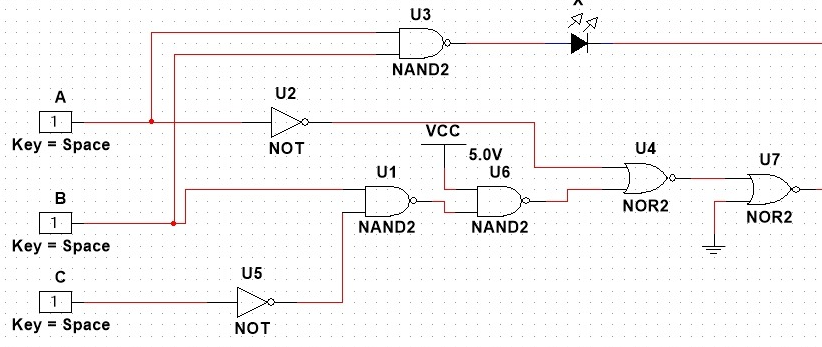 X
U3
NAND2
A
1
Key = Space
U2
NOT
VCC
5.0V
U4
NOR2
U7
NOR2
U1
NAND2
U6
NAND2
B
1
Key = Space
C
1
Key = Space
U5
NOT